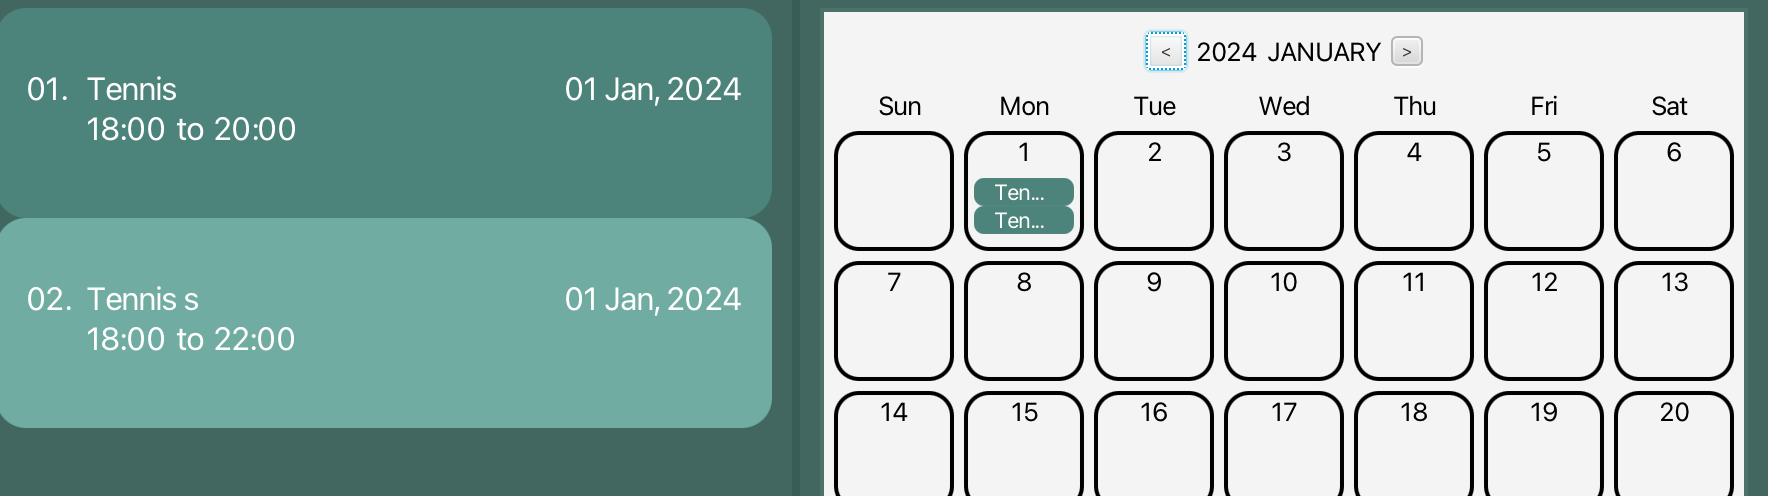 01. Tennis 01 Jan, 2024
18:00 to 20:00
02. Tennis s 01 Jan, 2024
18:00 to 22:00
< 2024 JANUARY >
Sun Mon Tue Wed Thu Fri Sat
1 2 3 4 5 6
Ten...
Ten...
7 8 9 10 11 12 13
14 15 16 17 18 19 20